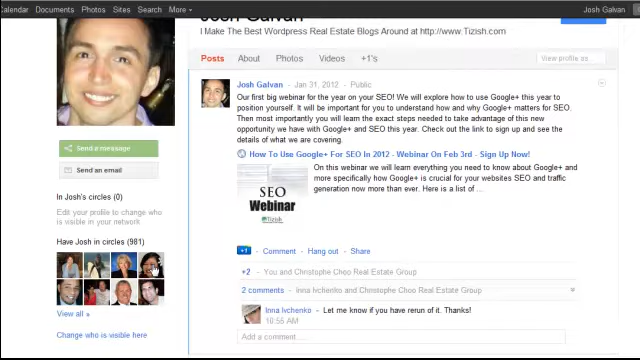 Calendar Documents Photos Sites Search More Josh Galvan
Josh Galvan
I Make The Best Wordpress Real Estate Blogs Around at http://www.Tizish.com
Posts About Photos Videos +1's View profile as
Josh Galvan - Jan 31, 2012 - Public
Our first big webinar for the year on your SEO! We will explore how to use Google+ this year to
position yourself. It will be important for you to understand how and why Google+ matters for SEO.
Then most importantly you will learn the exact steps needed to take advantage of this new
opportunity we have with Google+ and SEO this year. Check out the link to sign up and see the
details of what we are covering.
How To Use Google+ For SEO In 2012 - Webinar On Feb 3rd - Sign Up Now!
On this webinar we will learn everything you need to know about Google+ and
more specifically how Google+ is crucial for your websites SEO and traffic
generation now more than ever. Here is a list of ...
SEO
Webinar
Tizish
+1 - Comment - Hang out - Share
+2 - You and Christophe Choo Real Estate Group
2 comments - Inna Ivchenko and Christophe Choo Real Estate Group
Inna Ivchenko - Let me know if you have rerun of it. Thanks!
10:56 AM
Add a comment...
Send a message
Send an email
In Josh's circles (0)
Edit your profile to change who
is visible in your network
Have Josh in circles (981)
View all »
Change who is visible here